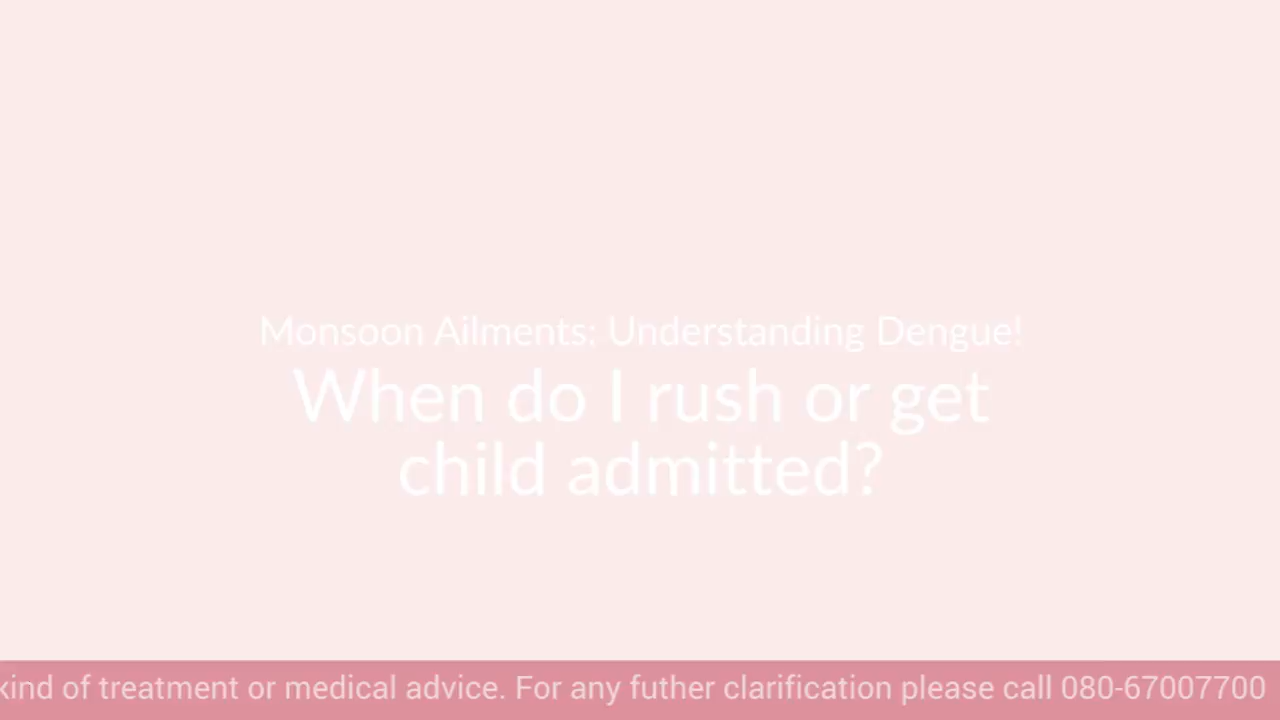 Monsoon Ailments: Understanding Dengue!
When do I rush or get
child admitted?
kind of treatment or medical advice. For any futher clarification please call 080-67007700